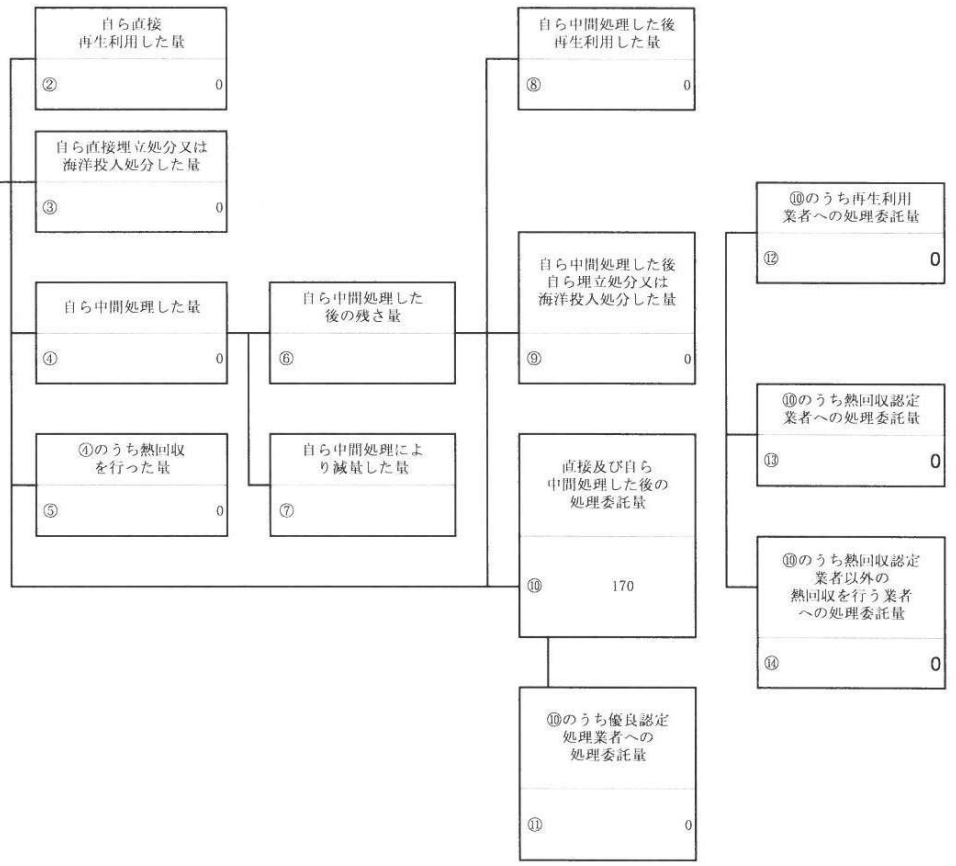 自ら直接
再生利用した量
② 0
自ら直接埋立処分又は
海洋投入処分した量
③ 0
自ら中間処理した量
④ 0
④のうち熱回収
を行った量
⑤ 0
自ら中間処理した
後の残さ量
⑥
自ら中間処理によ
り減量した量
⑦
自ら中間処理した後
再生利用した量
⑧ 0
自ら中間処理した後
自ら埋立処分又は
海洋投入処分した量
⑨ 0
直接及び自ら
中間処理した後の
処理委託量
⑩ 170
⑩のうち優良認定
処理業者への
処理委託量
⑪ 0
⑩のうち再生利用
業者への処理委託量
⑫ 0
⑩のうち熱回収認定
業者への処理委託量
⑬ 0
⑩のうち熱回収認定
業者以外の
熱回収を行う業者
への処理委託量
⑭ 0